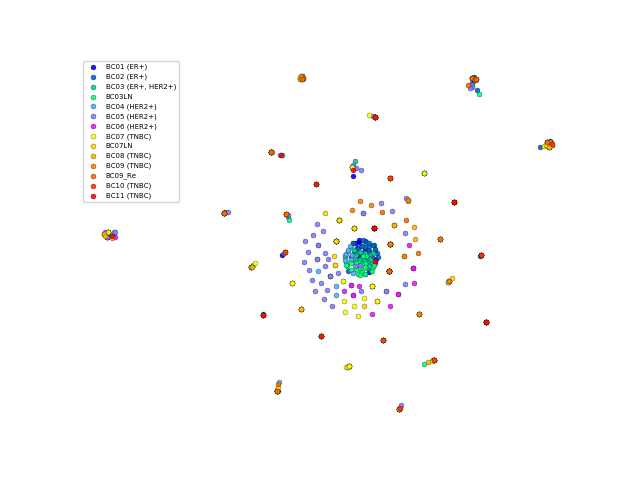 BC01 (ER+)
BC02 (ER+)
BC03 (ER+, HER2+)
BC03LN
BC04 (HER2+)
BC05 (HER2+)
BC06 (HER2+)
BC07 (TNBC)
BC07LN
BC08 (TNBC)
BC09 (TNBC)
BC09_Re
BC10 (TNBC)
BC11 (TNBC)